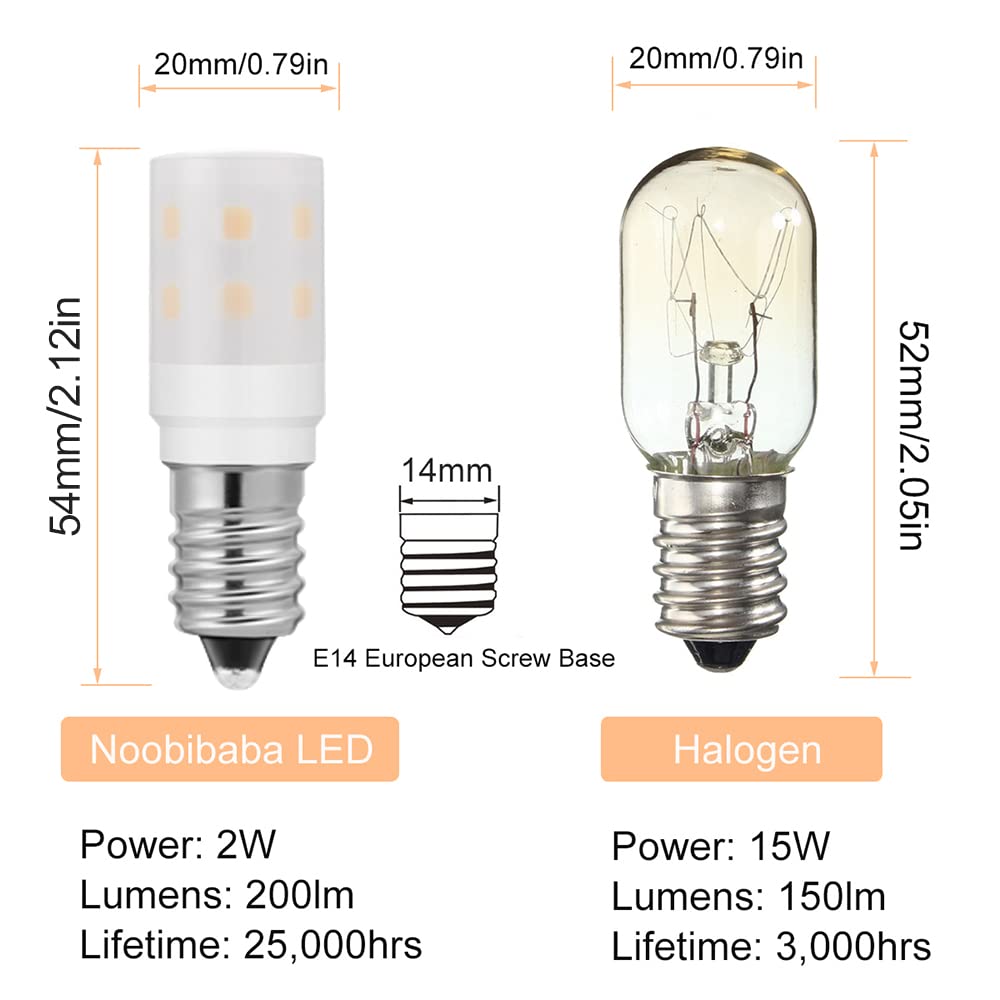 20mm/0.79in
20mm/0.79in
54mm/2.12in
14mm
52mm/2.05in
E14 European Screw Base
Noobibaba LED
Halogen
Power: 2W
Lumens: 200lm
Lifetime: 25,000hrs
Power: 15W
Lumens: 150lm
Lifetime: 3,000hrs